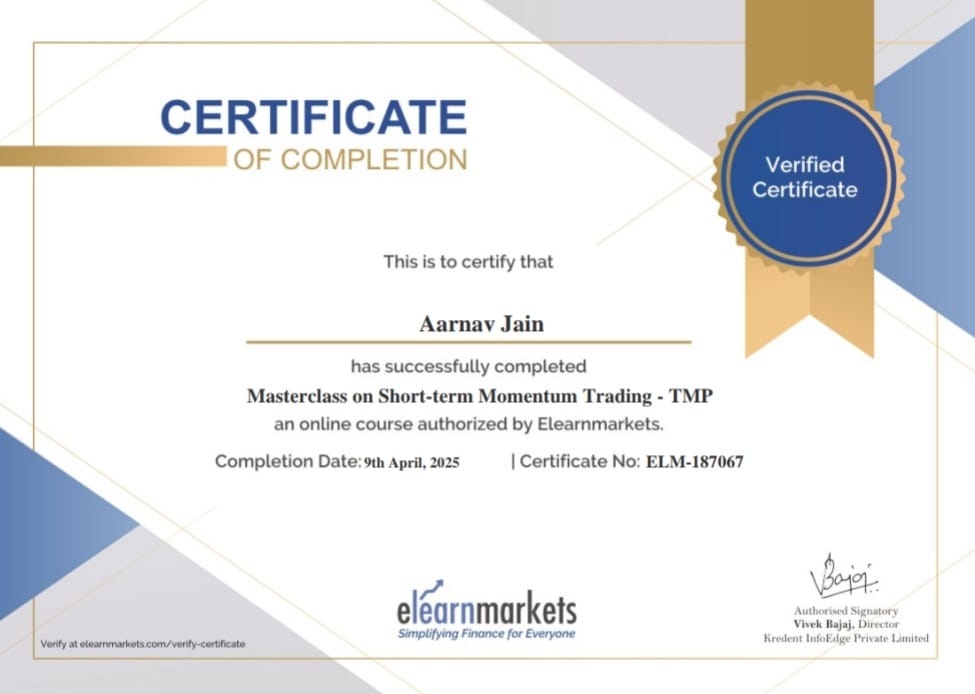 CERTIFICATE
OF COMPLETION
Verified
Certificate
This is to certify that
Aarnav Jain
has successfully completed
Masterclass on Short-term Momentum Trading - TMP
an online course authorized by Elearnmarkets.
Completion Date: 9th April, 2025 | Certificate No: ELM-187067
Bajaj
elearnmarkets
Simplifying Finance for Everyone
Authorised Signatory
Vivek Bajaj, Director
Kredent InfoEdge Private Limited
Verify at elearnmarkets.com/verify-certificate